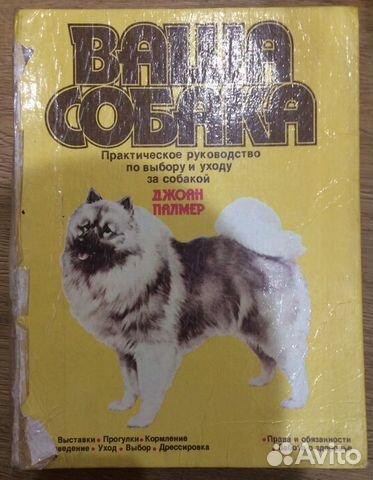 ВАША
СОБАКА
Практическое руководство
по выбору и уходу
за собакой
ДЖОАН
ПАЛМЕР
Выставки • Прогулки • Кормление
ведение • Уход • Выбор • Дрессировка
• Права и обязанности
Avito